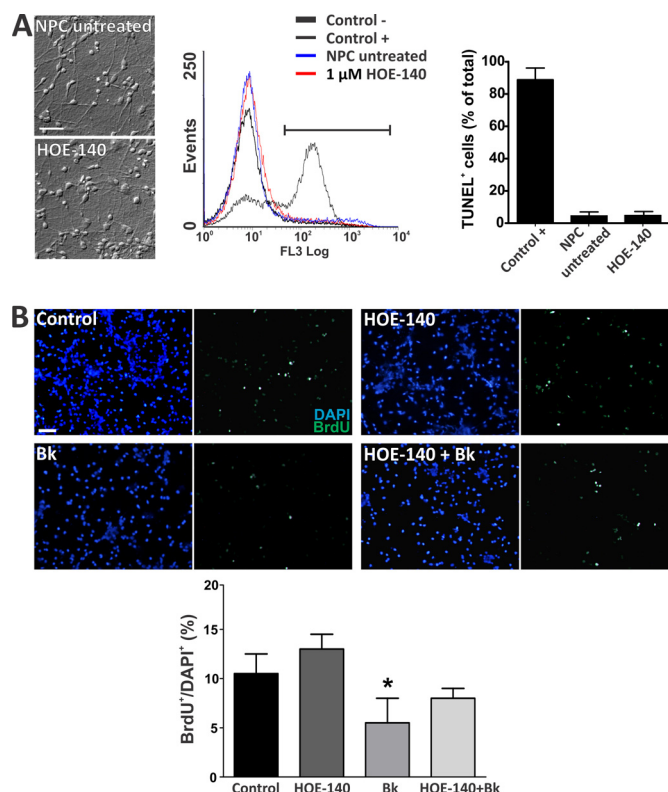 A
NPC untreated
HOE-140
Control -
Control +
NPC untreated
1 µM HOE-140
250
Events
0
10⁰ 10¹ 10² 10³ 10⁴
FL3 Log
TUNEL⁺ cells (% of total)
100
80
60
40
20
0
Control +
NPC
untreated
HOE-140
B
Control
DAPI
BrdU
HOE-140
Bk
HOE-140 + Bk
BrdU⁺/DAPI⁺ (%)
20
15
10
5
0
*
Control HOE-140 Bk HOE-140+Bk